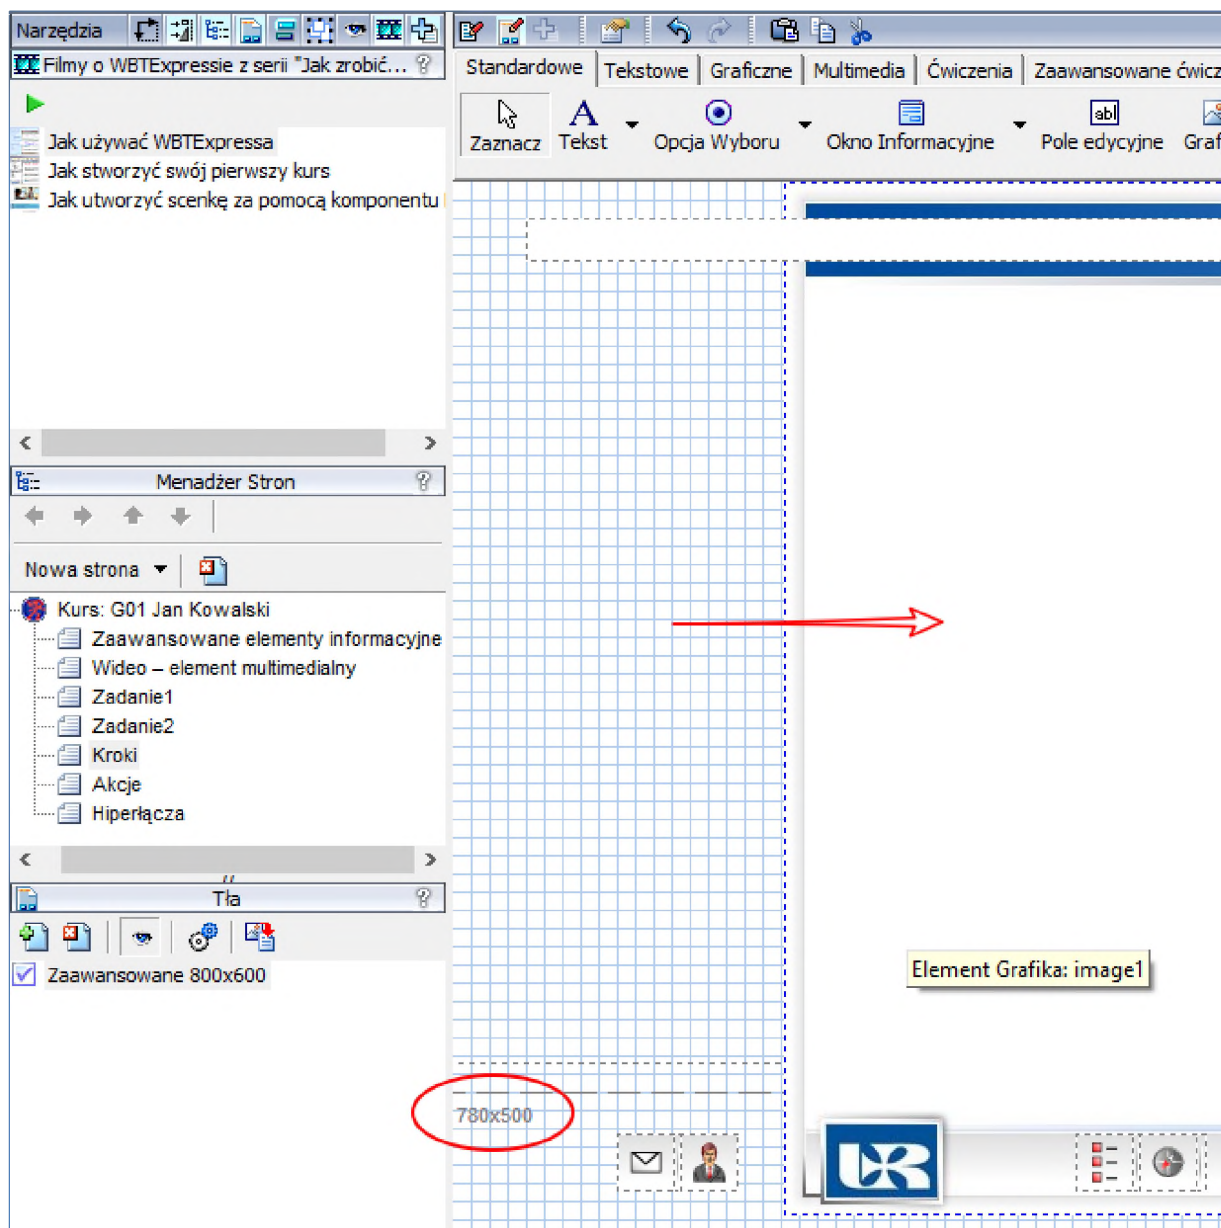 Narzędzia
Filmy o WBTExpressie z serii "Jak zrobić... ?
Jak używać WBTExpressa
Jak stworzyć swój pierwszy kurs
Jak utworzyć scenkę za pomocą komponentu
Menadżer Stron ?
Nowa strona
Kurs: G01 Jan Kowalski
Zaawansowane elementy informacyjne
Wideo – element multimedialny
Zadanie1
Zadanie2
Kroki
Akcje
Hiperłącza
Tła ?
Zaawansowane 800x600
Standardowe Tekstowe Graficzne Multimedia Ćwiczenia Zaawansowane ćwicz
Zaznacz A Tekst Opcja Wyboru Okno Informacyjne abl Pole edycyjne Graf
Element Grafika: image1
780x500
UR